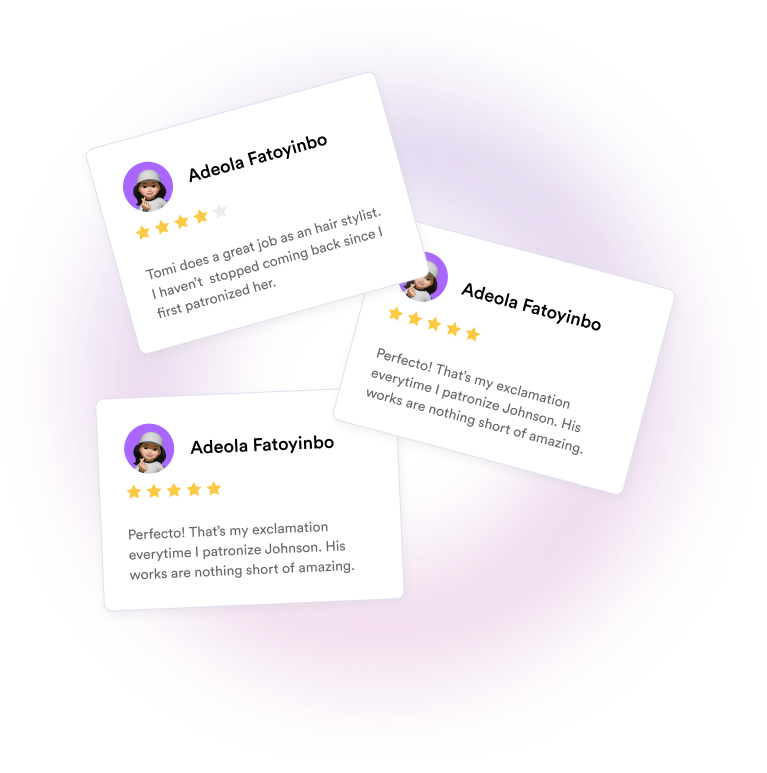 Adeola Fatoyinbo
Tomi does a great job as an hair stylist.
I haven't stopped coming back since I
first patronized her.
Adeola Fatoyinbo
Perfecto! That's my exclamation
everytime I patronize Johnson. His
works are nothing short of amazing.
Adeola Fatoyinbo
Perfecto! That's my exclamation
everytime I patronize Johnson. His
works are nothing short of amazing.